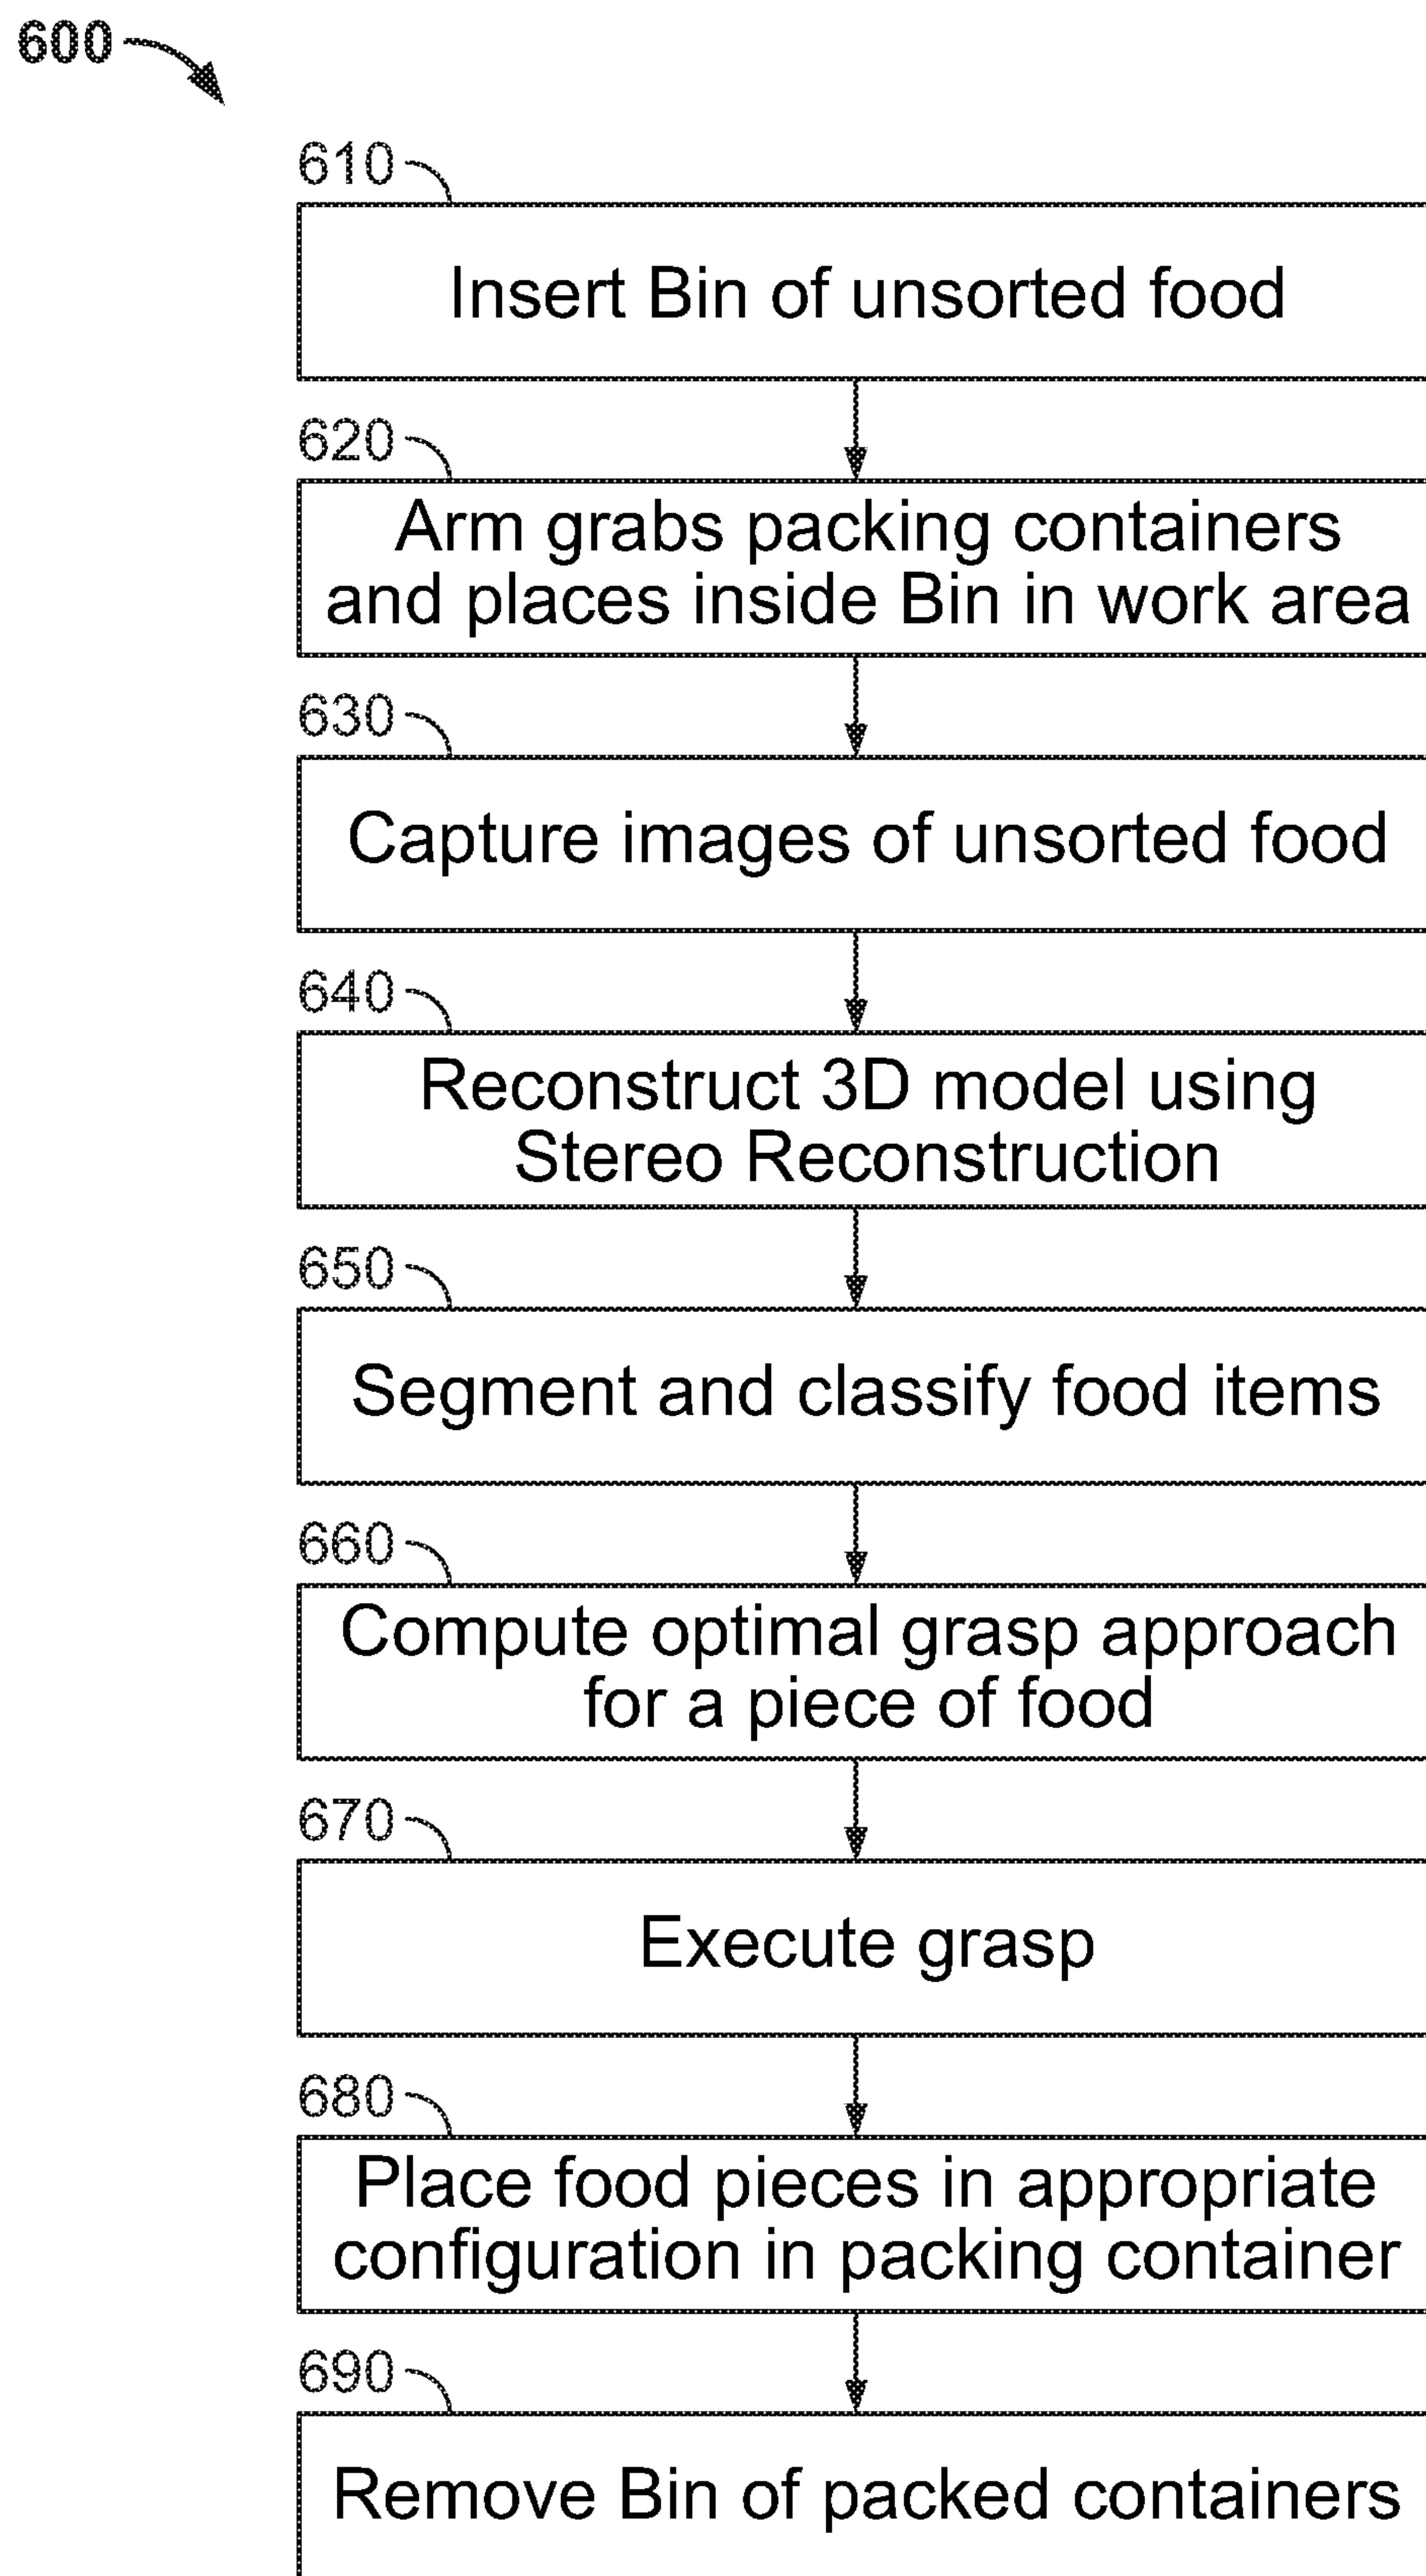 600
610
Insert Bin of unsorted food
620
Arm grabs packing containers
and places inside Bin in work area
630
Capture images of unsorted food
640
Reconstruct 3D model using
Stereo Reconstruction
650
Segment and classify food items
660
Compute optimal grasp approach
for a piece of food
670
Execute grasp
680
Place food pieces in appropriate
configuration in packing container
690
Remove Bin of packed containers